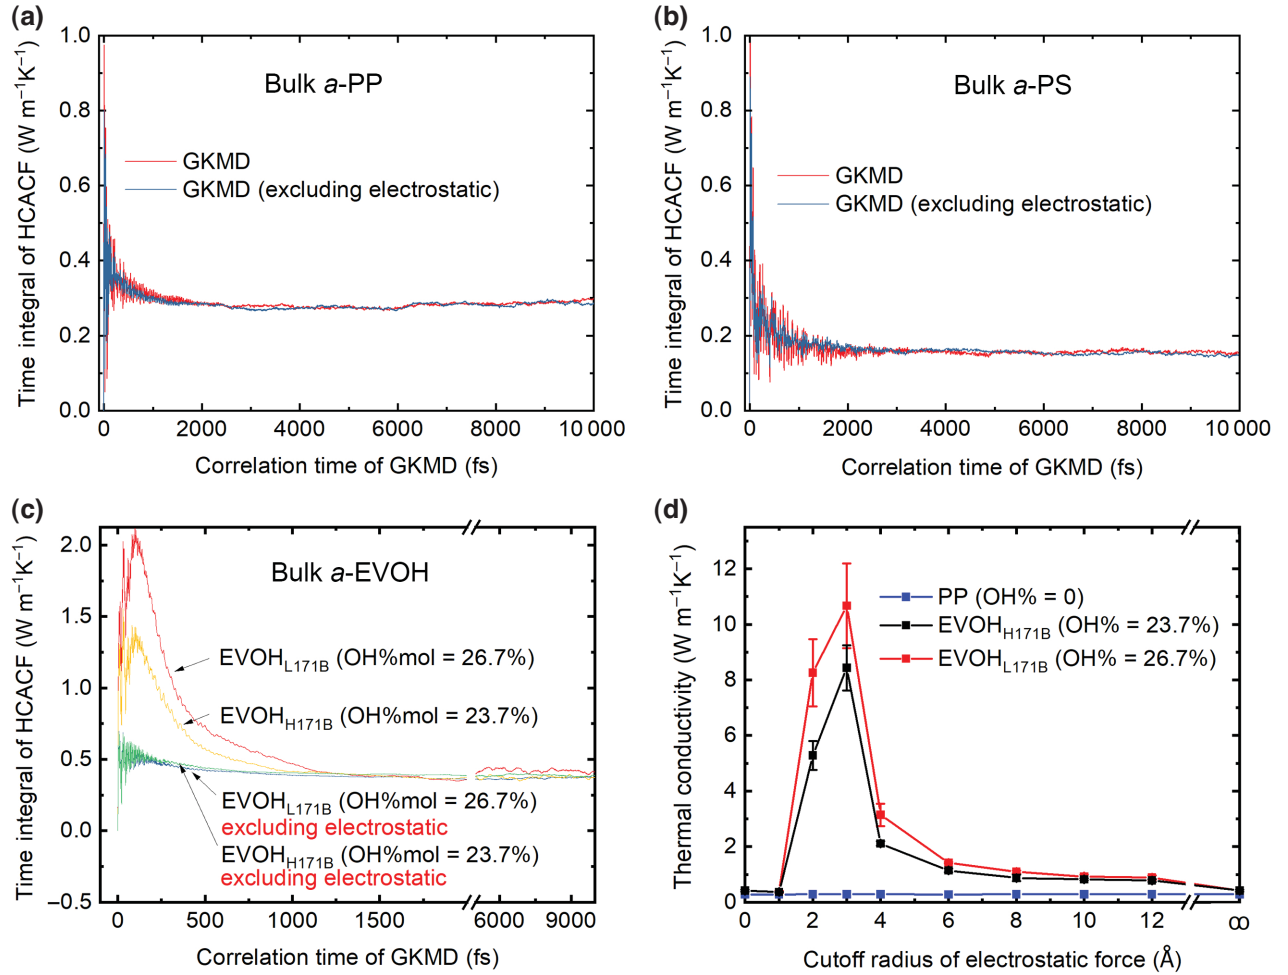 (a)
1.0
0.8
0.6
0.4
0.2
0.0
Time integral of HCACF (W m⁻¹K⁻¹)
Bulk a-PP
GKMD
GKMD (excluding electrostatic)
0 2000 4000 6000 8000 10 000
Correlation time of GKMD (fs)
(b)
1.0
0.8
0.6
0.4
0.2
0.0
Time integral of HCACF (W m⁻¹K⁻¹)
Bulk a-PS
GKMD
GKMD (excluding electrostatic)
0 2000 4000 6000 8000 10 000
Correlation time of GKMD (fs)
(c)
2.0
1.5
1.0
0.5
0.0
−0.5
Time integral of HCACF (W m⁻¹K⁻¹)
Bulk a-EVOH
EVOH_L171B (OH%mol = 26.7%)
EVOH_H171B (OH%mol = 23.7%)
EVOH_L171B (OH%mol = 26.7%)
excluding electrostatic
EVOH_H171B (OH%mol = 23.7%)
excluding electrostatic
0 500 1000 1500 6000 9000
Correlation time of GKMD (fs)
(d)
12
10
8
6
4
2
0
Thermal conductivity (W m⁻¹K⁻¹)
PP (OH% = 0)
EVOH_H171B (OH% = 23.7%)
EVOH_L171B (OH% = 26.7%)
0 2 4 6 8 10 12 ∞
Cutoff radius of electrostatic force (Å)